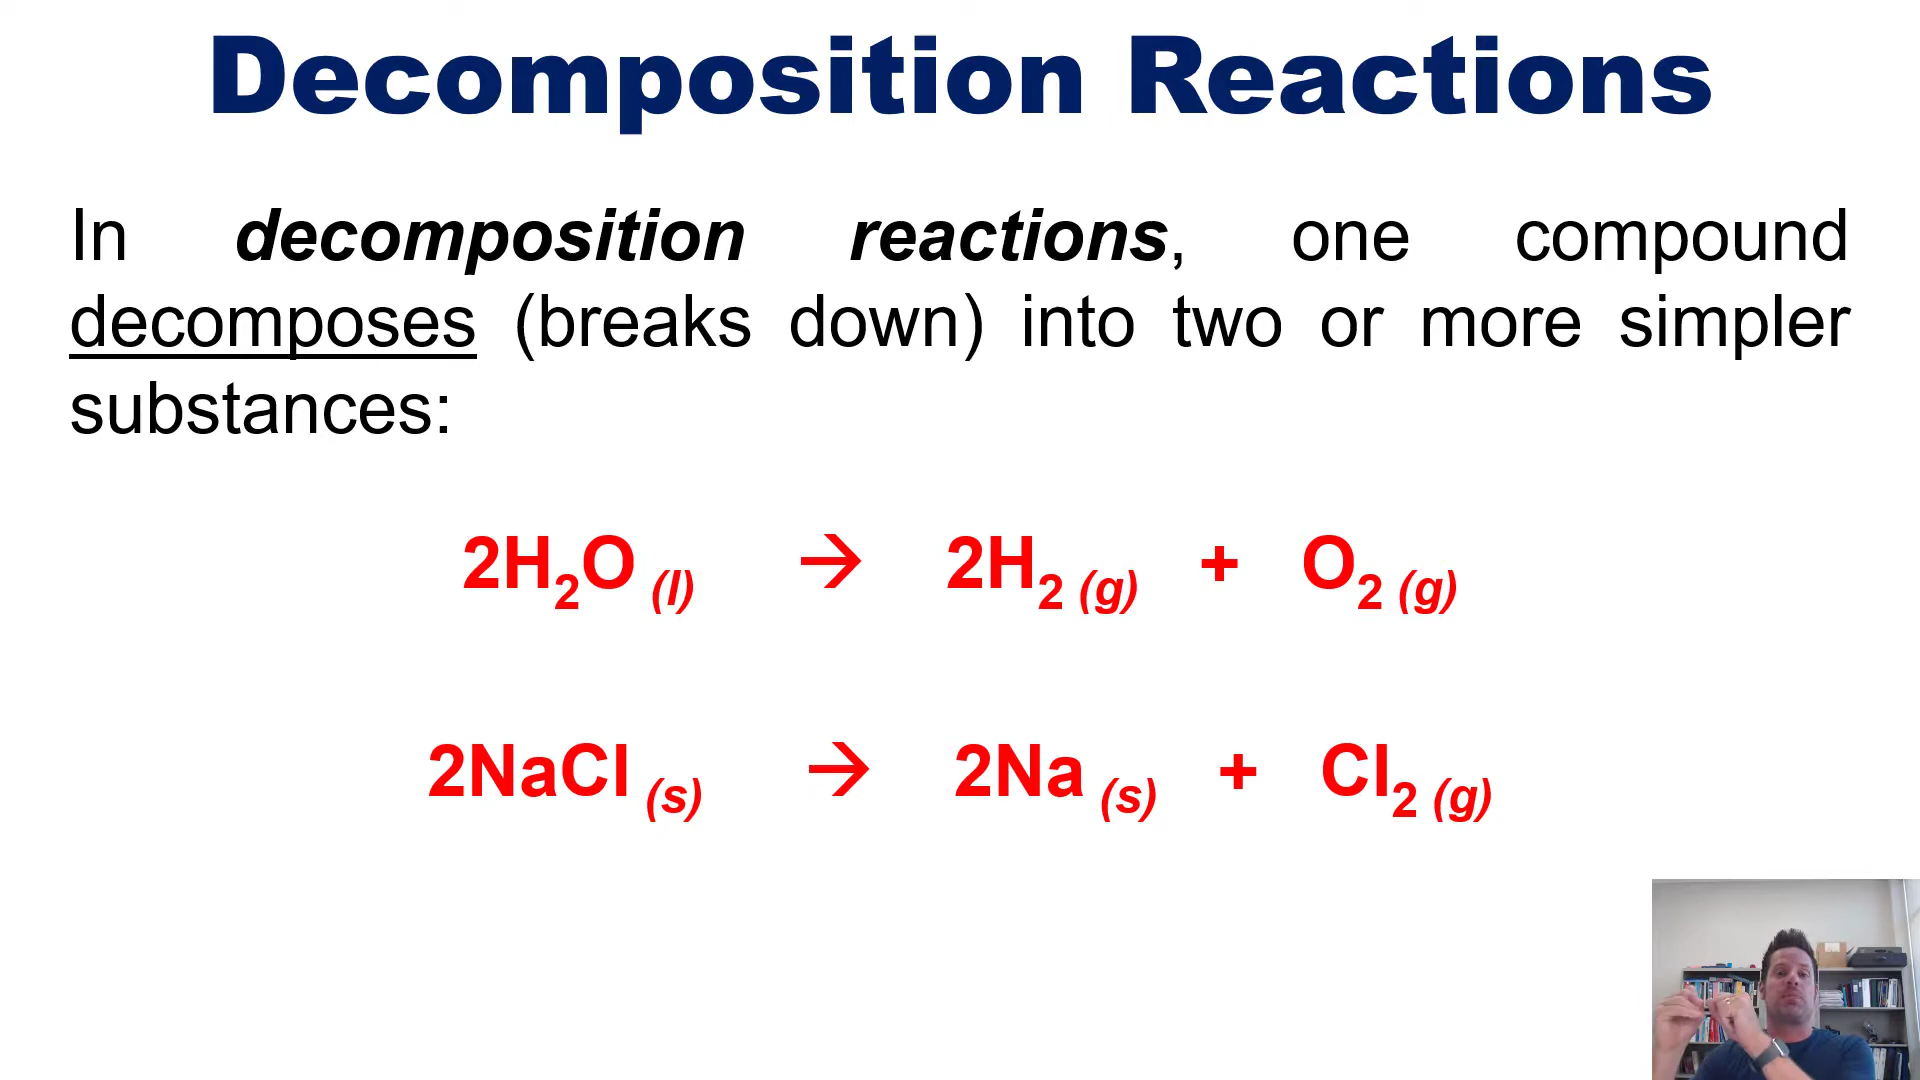 Decomposition Reactions
In decomposition reactions, one compound
decomposes (breaks down) into two or more simpler
substances:
2H₂O (l) → 2H₂ (g) + O₂ (g)
2NaCl (s) → 2Na (s) + Cl₂ (g)